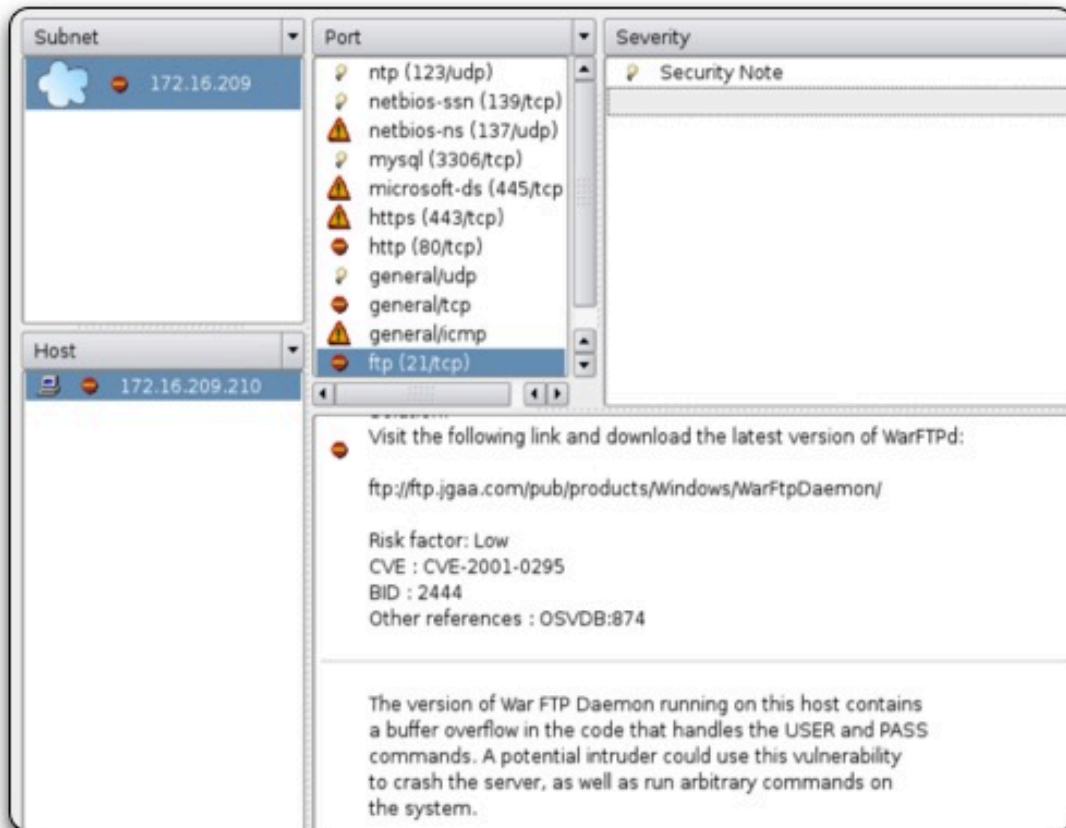 Subnet
172.16.209
Host
172.16.209.210
Port
ntp (123/udp)
netbios-ssn (139/tcp)
netbios-ns (137/udp)
mysql (3306/tcp)
microsoft-ds (445/tcp
https (443/tcp)
http (80/tcp)
general/udp
general/tcp
general/icmp
ftp (21/tcp)
Severity
Security Note
Visit the following link and download the latest version of WarFTPd:
ftp://ftp.jgaa.com/pub/products/Windows/WarFtpDaemon/
Risk factor: Low
CVE : CVE-2001-0295
BID : 2444
Other references : OSVDB:874
The version of War FTP Daemon running on this host contains
a buffer overflow in the code that handles the USER and PASS
commands. A potential intruder could use this vulnerability
to crash the server, as well as run arbitrary commands on
the system.